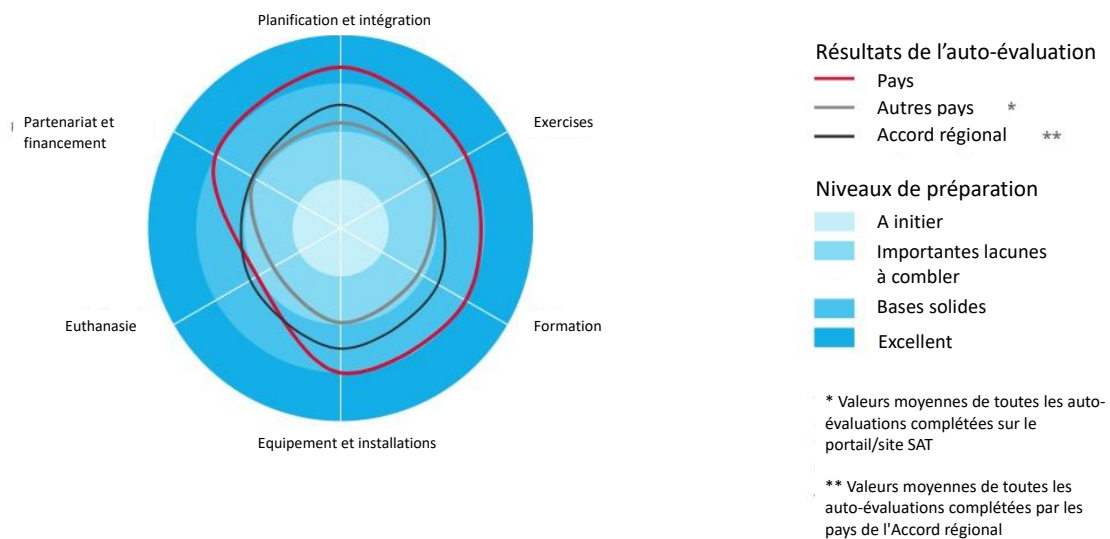 Planification et intégration
Partenariat et
financement
Exercises
Euthanasie
Formation
Equipement et installations
Résultats de l'auto-évaluation
Pays
Autres pays *
Accord régional **
Niveaux de préparation
A initier
Importantes lacunes
à combler
Bases solides
Excellent
* Valeurs moyennes de toutes les auto-
évaluations complétées sur le
portail/site SAT
** Valeurs moyennes de toutes les
auto-évaluations complétées par les
pays de l'Accord régional